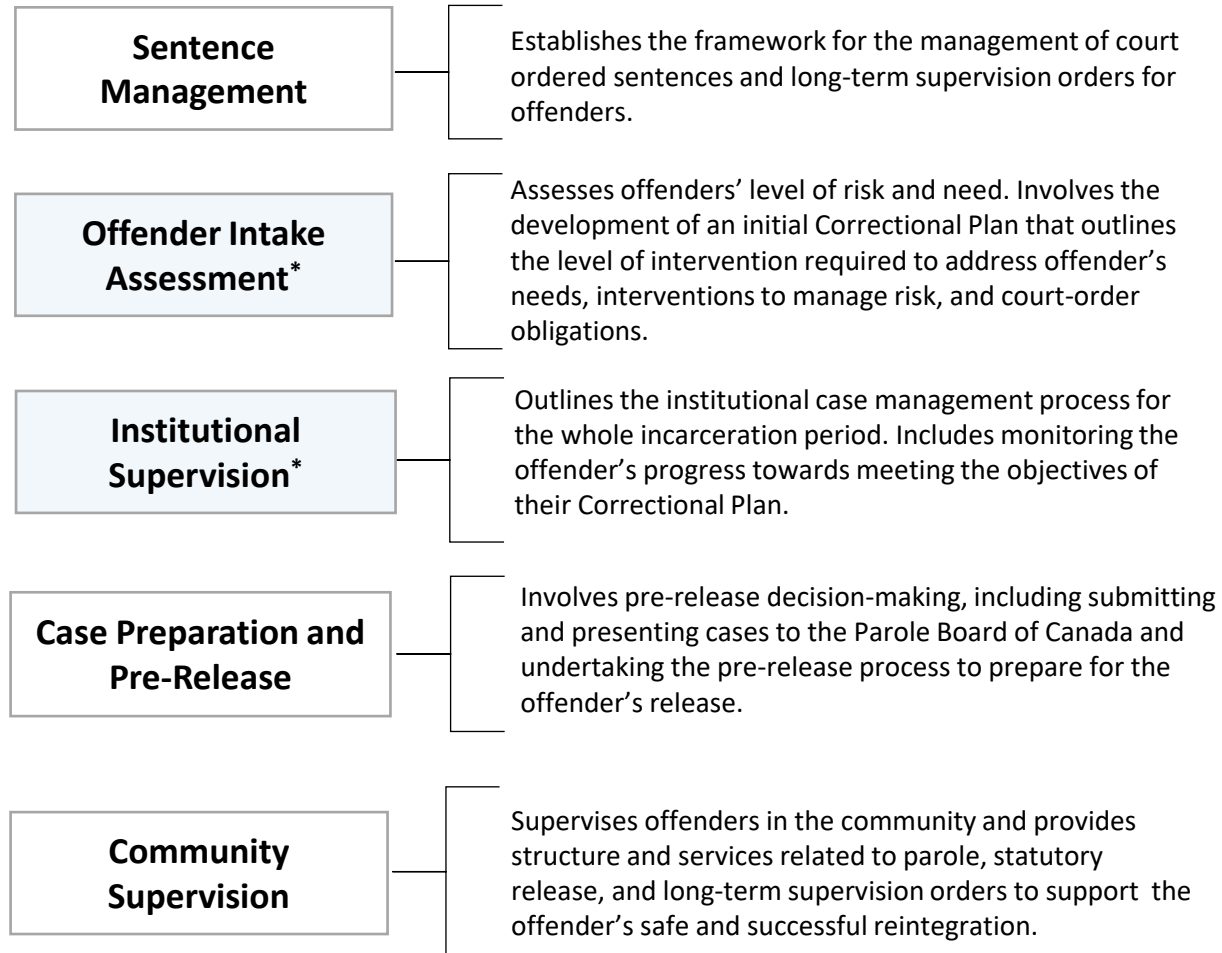 Sentence
Management
Establishes the framework for the management of court
ordered sentences and long-term supervision orders for
offenders.
Offender Intake
Assessment*
Assesses offenders’ level of risk and need. Involves the
development of an initial Correctional Plan that outlines
the level of intervention required to address offender’s
needs, interventions to manage risk, and court-order
obligations.
Institutional
Supervision*
Outlines the institutional case management process for
the whole incarceration period. Includes monitoring the
offender’s progress towards meeting the objectives of
their Correctional Plan.
Case Preparation and
Pre-Release
Involves pre-release decision-making, including submitting
and presenting cases to the Parole Board of Canada and
undertaking the pre-release process to prepare for the
offender’s release.
Community
Supervision
Supervises offenders in the community and provides
structure and services related to parole, statutory
release, and long-term supervision orders to support the
offender’s safe and successful reintegration.